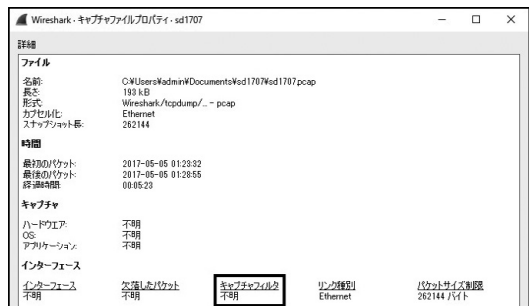 Wireshark · キャプチャファイルプロパティ · sd1707
詳細
ファイル
名前: C:¥Users¥admin¥Documents¥sd1707¥sd1707.pcap
長さ: 193 kB
形式: Wireshark/tcpdump/... - pcap
カプセル化: Ethernet
スナップショット長: 262144
時間
最初のパケット: 2017-05-05 01:23:32
最後のパケット: 2017-05-05 01:28:55
経過時間: 00:05:23
キャプチャ
ハードウェア: 不明
OS: 不明
アプリケーション: 不明
インターフェース
インターフェース 欠落したパケット キャプチャフィルタ リンク種別 パケットサイズ制限
不明 不明 不明 Ethernet 262144 バイト